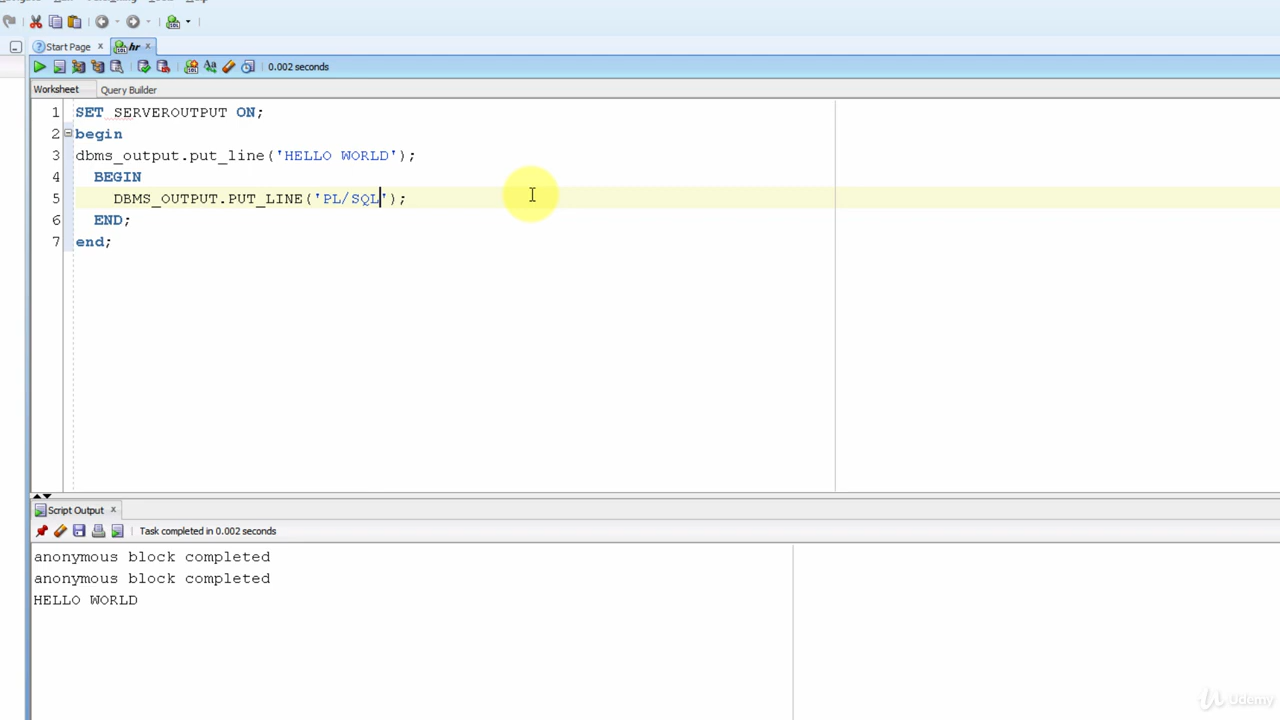 Start Page
hr
0.002 seconds
Worksheet
Query Builder
1 SET SERVEROUTPUT ON;
2 begin
3 dbms_output.put_line('HELLO WORLD');
4 BEGIN
5 DBMS_OUTPUT.PUT_LINE('PL/SQL');
6 END;
7 end;
Script Output
Task completed in 0.002 seconds
anonymous block completed
anonymous block completed
HELLO WORLD
Udemy